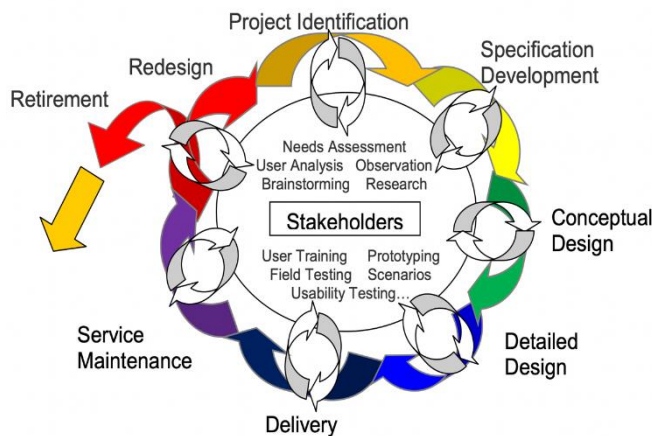 Project Identification
Specification
Development
Redesign
Retirement
Needs Assessment
User Analysis Observation
Brainstorming Research
Stakeholders
User Training Prototyping
Field Testing Scenarios
Usability Testing...
Conceptual
Design
Detailed
Design
Delivery
Service
Maintenance